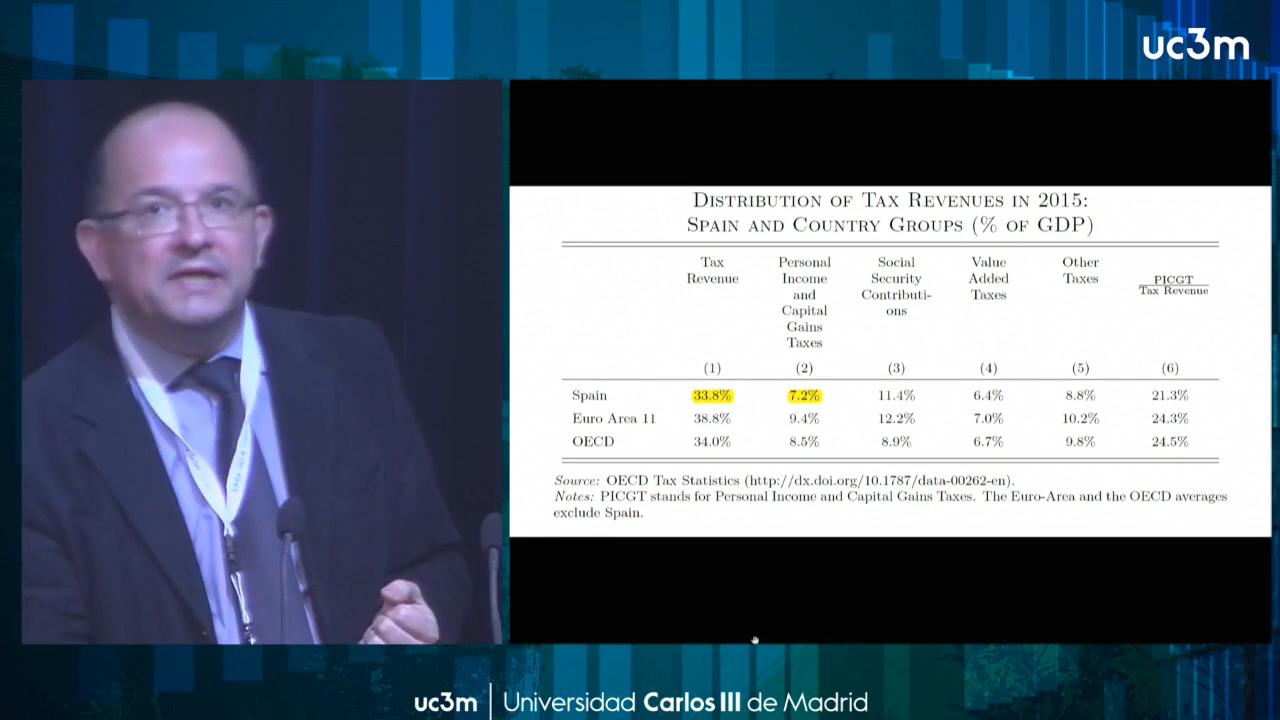 uc3m
DISTRIBUTION OF TAX REVENUES IN 2015:
SPAIN AND COUNTRY GROUPS (% OF GDP)
Tax Revenue
Personal Income and Capital Gains Taxes
Social Security Contributi-ons
Value Added Taxes
Other Taxes
PICGT
Tax Revenue
(1) (2) (3) (4) (5) (6)
Spain 33.8% 7.2% 11.4% 6.4% 8.8% 21.3%
Euro Area 11 38.8% 9.4% 12.2% 7.0% 10.2% 24.3%
OECD 34.0% 8.5% 8.9% 6.7% 9.8% 24.5%
Source: OECD Tax Statistics (http://dx.doi.org/10.1787/data-00262-en).
Notes: PICGT stands for Personal Income and Capital Gains Taxes. The Euro-Area and the OECD averages
exclude Spain.
uc3m | Universidad Carlos III de Madrid